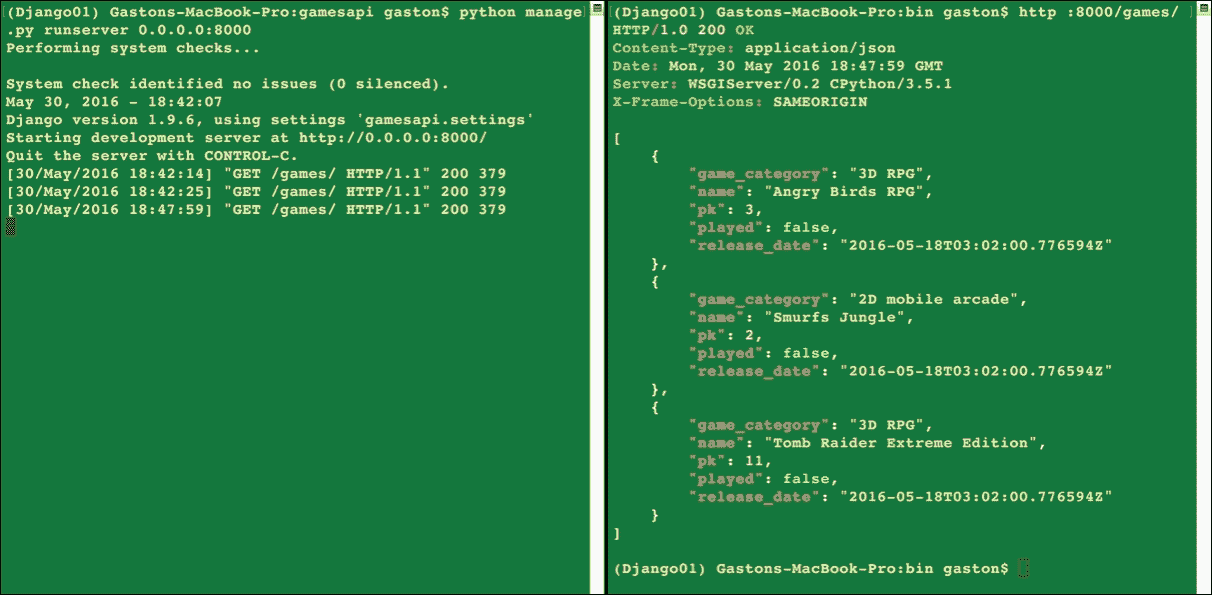 (Django01) Gastons-MacBook-Pro:gamesapi gaston$ python manage
.py runserver 0.0.0.0:8000
Performing system checks...
System check identified no issues (0 silenced).
May 30, 2016 - 18:42:07
Django version 1.9.6, using settings 'gamesapi.settings'
Starting development server at http://0.0.0.0:8000/
Quit the server with CONTROL-C.
[30/May/2016 18:42:14] "GET /games/ HTTP/1.1" 200 379
[30/May/2016 18:42:25] "GET /games/ HTTP/1.1" 200 379
[30/May/2016 18:47:59] "GET /games/ HTTP/1.1" 200 379
(Django01) Gastons-MacBook-Pro:bin gaston$ http :8000/games/
HTTP/1.0 200 OK
Content-Type: application/json
Date: Mon, 30 May 2016 18:47:59 GMT
Server: WSGIServer/0.2 CPython/3.5.1
X-Frame-Options: SAMEORIGIN
[
{
"game_category": "3D RPG",
"name": "Angry Birds RPG",
"pk": 3,
"played": false,
"release_date": "2016-05-18T03:02:00.776594Z"
},
{
"game_category": "2D mobile arcade",
"name": "Smurfs Jungle",
"pk": 2,
"played": false,
"release_date": "2016-05-18T03:02:00.776594Z"
},
{
"game_category": "3D RPG",
"name": "Tomb Raider Extreme Edition",
"pk": 11,
"played": false,
"release_date": "2016-05-18T03:02:00.776594Z"
}
]
(Django01) Gastons-MacBook-Pro:bin gaston$